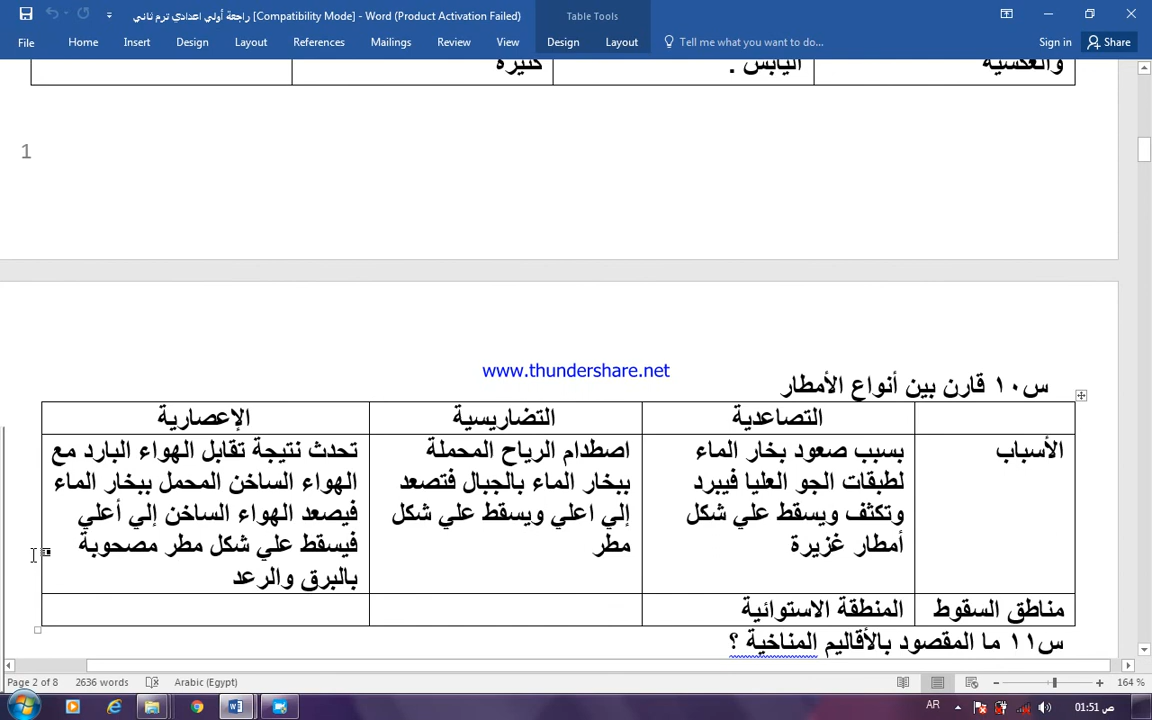 راجعة أولي اعدادي ترم ثاني [Compatibility Mode] - Word (Product Activation Failed)
Table Tools
File Home Insert Design Layout References Mailings Review View Design Layout Tell me what you want to do... Sign in Share
والعكسية
اليابس .
كثيرة
1
www.thundershare.net
س١٠ قارن بين أنواع الأمطار
التصاعدية
التضاريسية
الإعصارية
الأسباب
بسبب صعود بخار الماء
لطبقات الجو العليا فيبرد
وتكثف ويسقط علي شكل
أمطار غزيرة
اصطدام الرياح المحملة
ببخار الماء بالجبال فتصعد
إلي اعلي ويسقط علي شكل
مطر
تحدث نتيجة تقابل الهواء البارد مع
الهواء الساخن المحمل ببخار الماء
فيصعد الهواء الساخن إلي أعلي
فيسقط علي شكل مطر مصحوبة
بالبرق والرعد
مناطق السقوط
المنطقة الاستوائية
س١١ ما المقصود بالأقاليم المناخية ؟
Page 2 of 8 2636 words Arabic (Egypt) 164 %
AR 01:51 ص